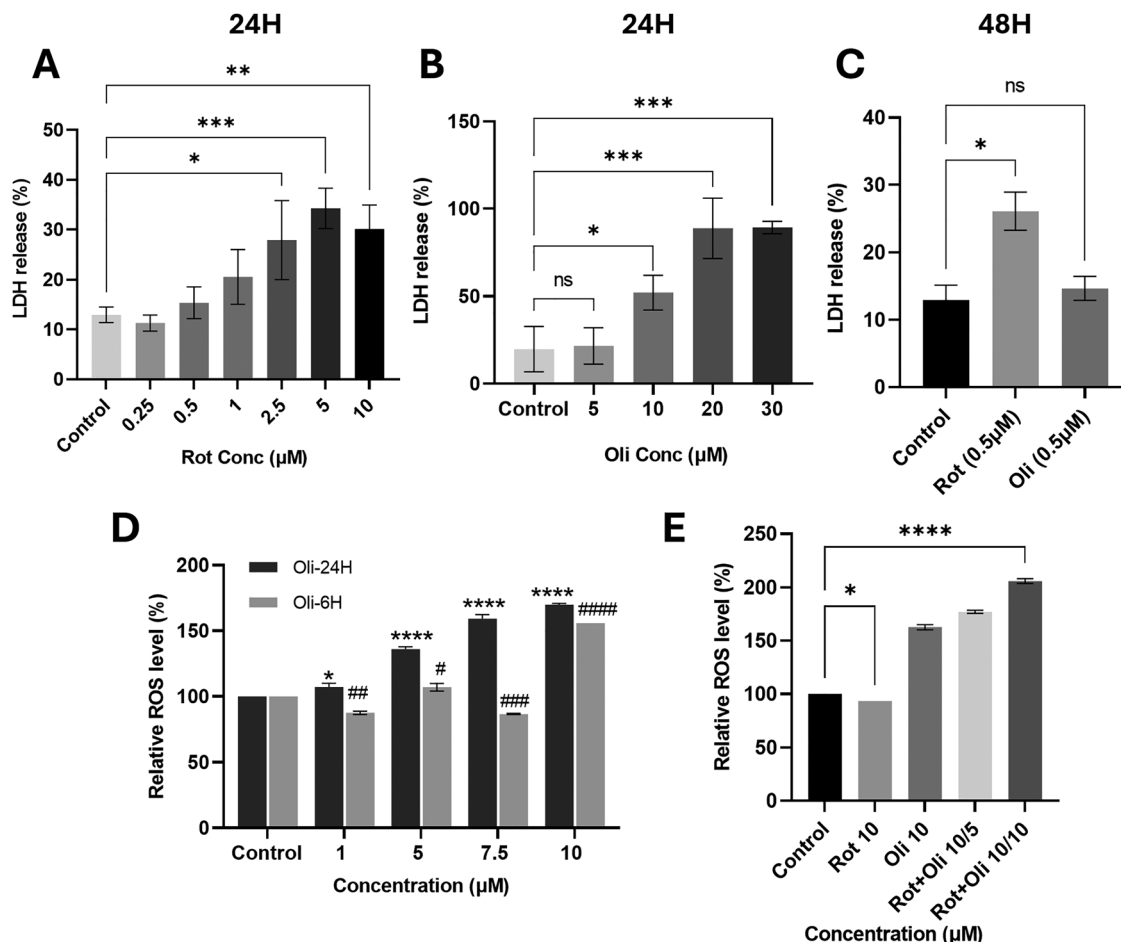 24H
24H
48H
A
B
C
**
***
*
50
40
30
20
10
0
LDH release (%)
Control
0.25
0.5
1
2.5
5
10
Rot Conc (µM)
***
***
*
ns
150
100
50
0
LDH release (%)
Control
5
10
20
30
Oli Conc (µM)
ns
*
40
30
20
10
0
LDH release (%)
Control
Rot (0.5µM)
Oli (0.5µM)
D
E
Oli-24H
Oli-6H
200
150
100
50
0
Relative ROS level (%)
*
##
****
#
****
###
****
####
Control
1
5
7.5
10
Concentration (µM)
****
*
250
200
150
100
50
0
Relative ROS level (%)
Control
Rot 10
Oli 10
Rot+Oli 10/5
Rot+Oli 10/10
Concentration (µM)